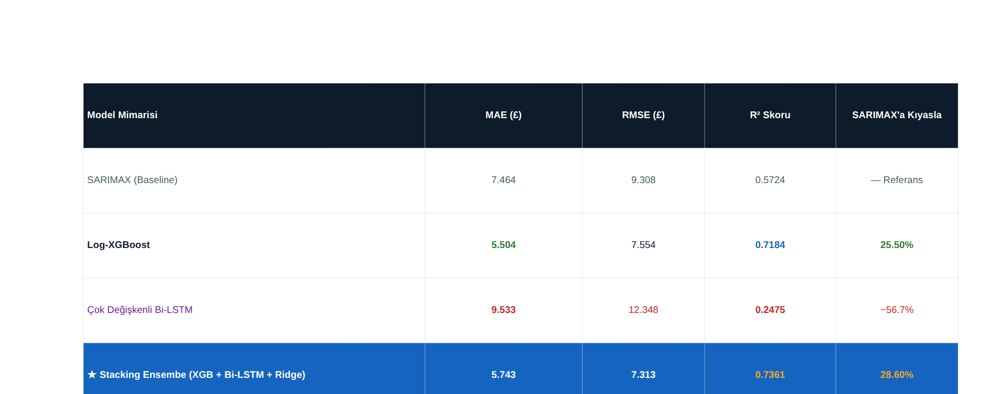 Model Mimarisi MAE (£) RMSE (£) R² Skoru SARIMAX'a Kıyasla
SARIMAX (Baseline) 7.464 9.308 0.5724 — Referans
Log-XGBoost 5.504 7.554 0.7184 25.50%
Çok Değişkenli Bi-LSTM 9.533 12.348 0.2475 −56.7%
★ Stacking Ensembe (XGB + Bi-LSTM + Ridge) 5.743 7.313 0.7361 28.60%